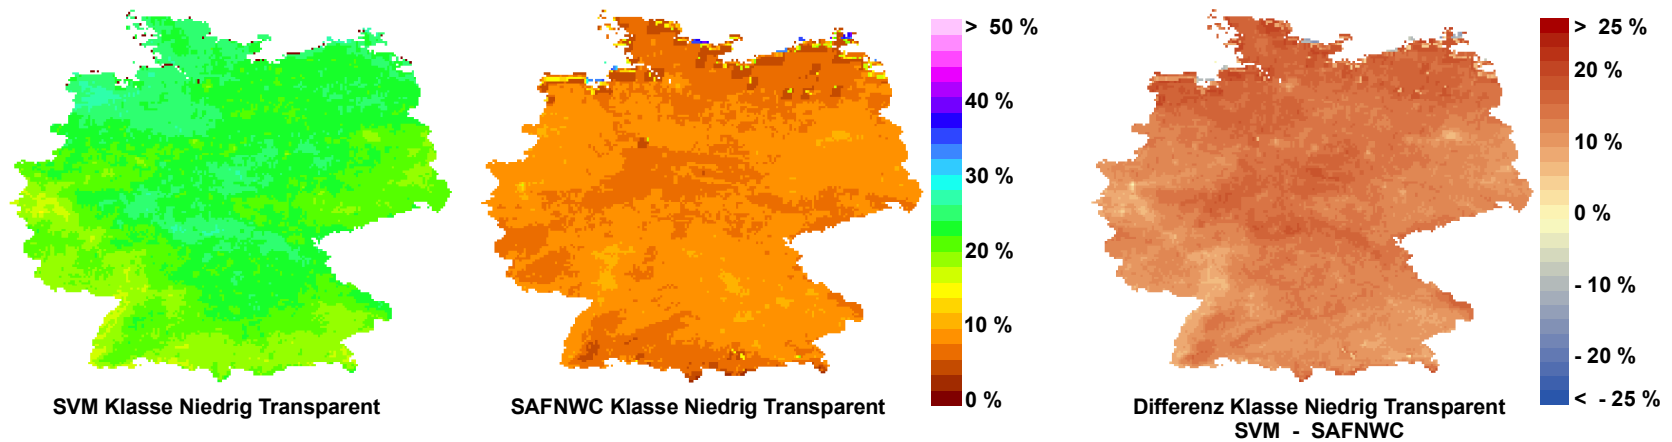 > 50 %
40 %
30 %
20 %
10 %
0 %
> 25 %
20 %
10 %
0 %
- 10 %
- 20 %
< - 25 %
SVM Klasse Niedrig Transparent
SAFNWC Klasse Niedrig Transparent
Differenz Klasse Niedrig Transparent
SVM - SAFNWC